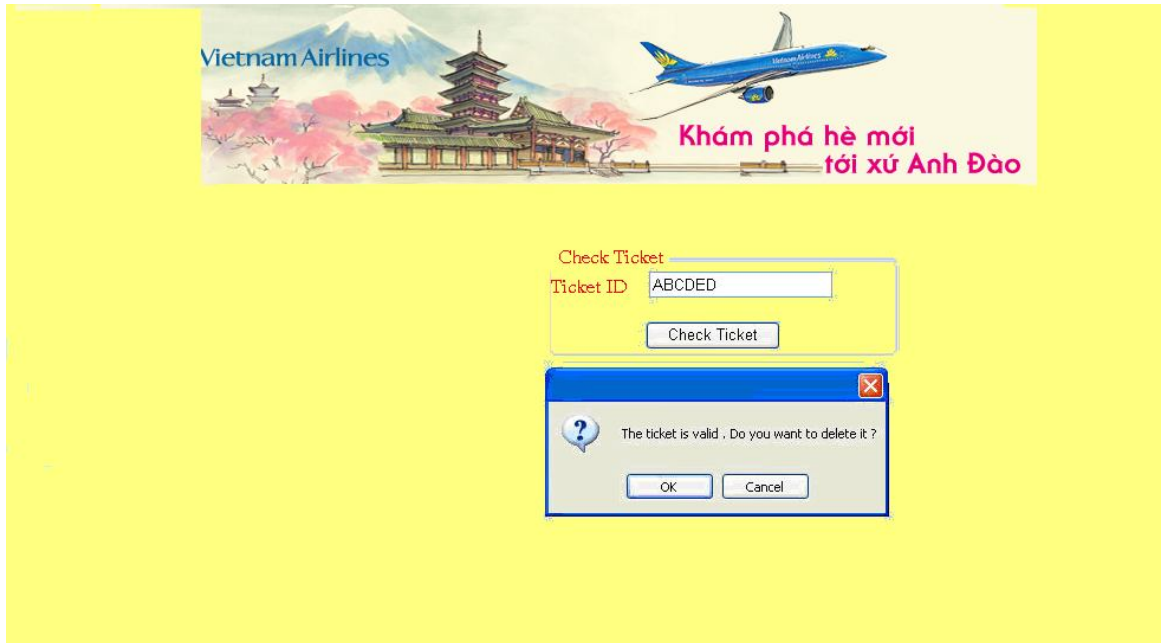 Vietnam Airlines
Khám phá hè mới
tới xứ Anh Đào
Check Ticket
Ticket ID ABCDED
Check Ticket
The ticket is valid . Do you want to delete it ?
OK Cancel